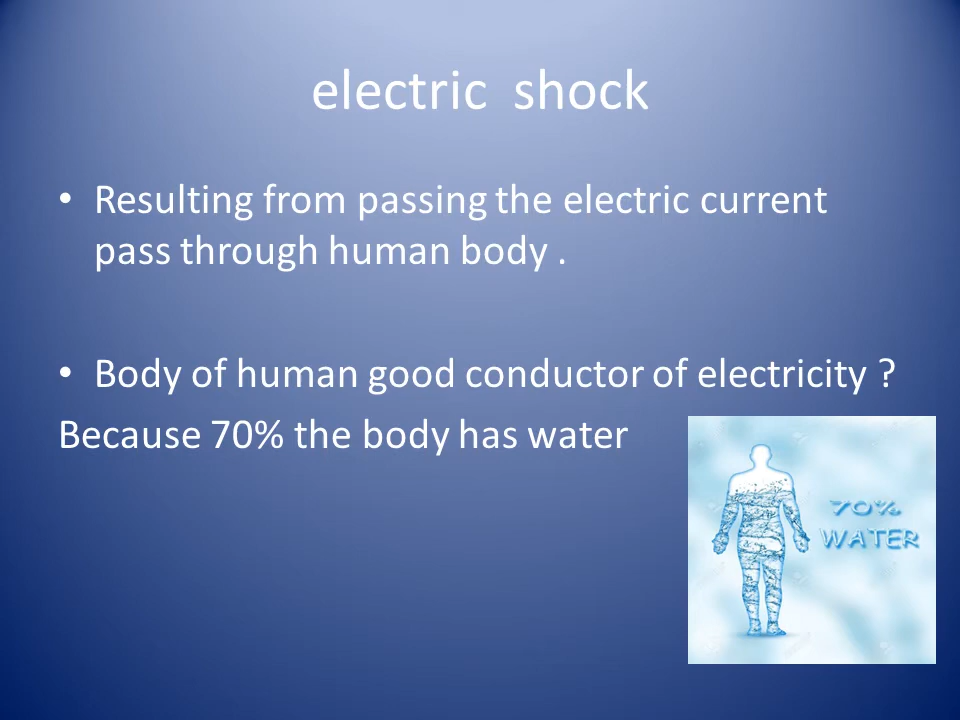 electric shock
• Resulting from passing the electric current
pass through human body .
• Body of human good conductor of electricity ?
Because 70% the body has water
70%
WATER